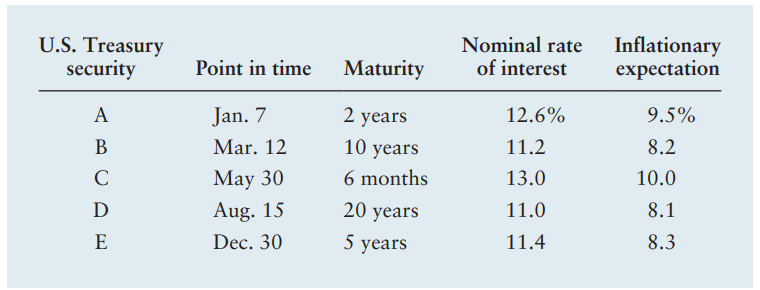 U.S. Treasury security Point in time Maturity Nominal rate of interest Inflationary expectation
A Jan. 7 2 years 12.6% 9.5%
B Mar. 12 10 years 11.2 8.2
C May 30 6 months 13.0 10.0
D Aug. 15 20 years 11.0 8.1
E Dec. 30 5 years 11.4 8.3